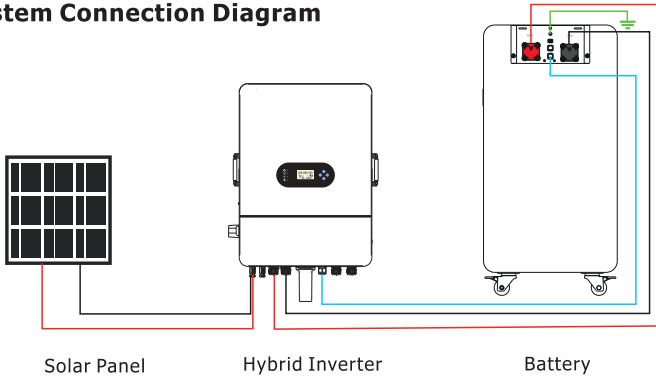 stem Connection Diagram
Solar Panel
Hybrid Inverter
Battery